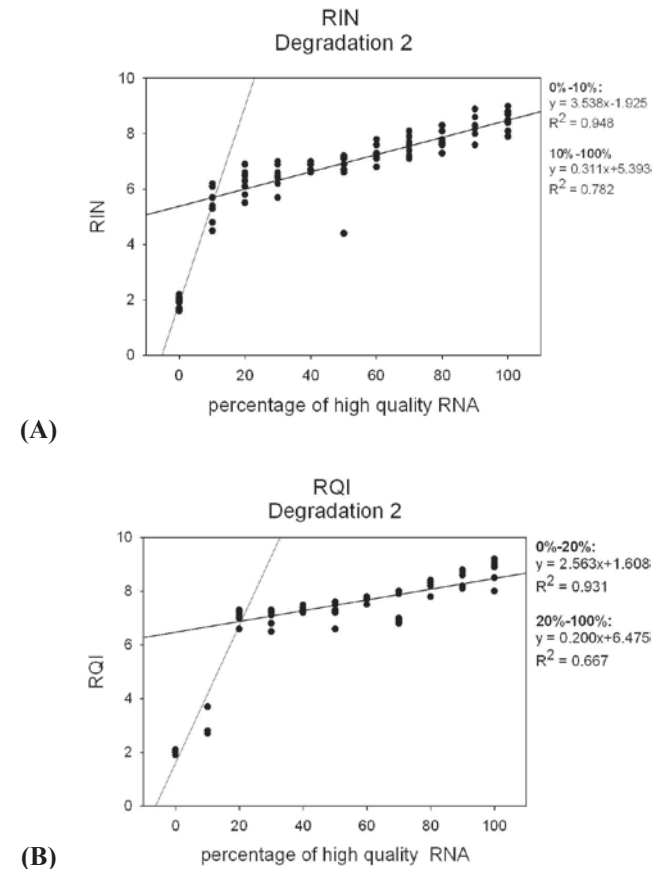 RIN
Degradation 2
10
8
6
4
2
0
RIN
0 20 40 60 80 100
percentage of high quality RNA
0%-10%:
y = 3.538x-1.925
R2 = 0.948
10%-100%
y = 0.311x+5.393
R2 = 0.782
(A)
RQI
Degradation 2
10
8
6
4
2
0
RQI
0 20 40 60 80 100
percentage of high quality RNA
0%-20%:
y = 2.563x+1.608
R2 = 0.931
20%-100%:
y = 0.200x+6.475
R2 = 0.667
(B)